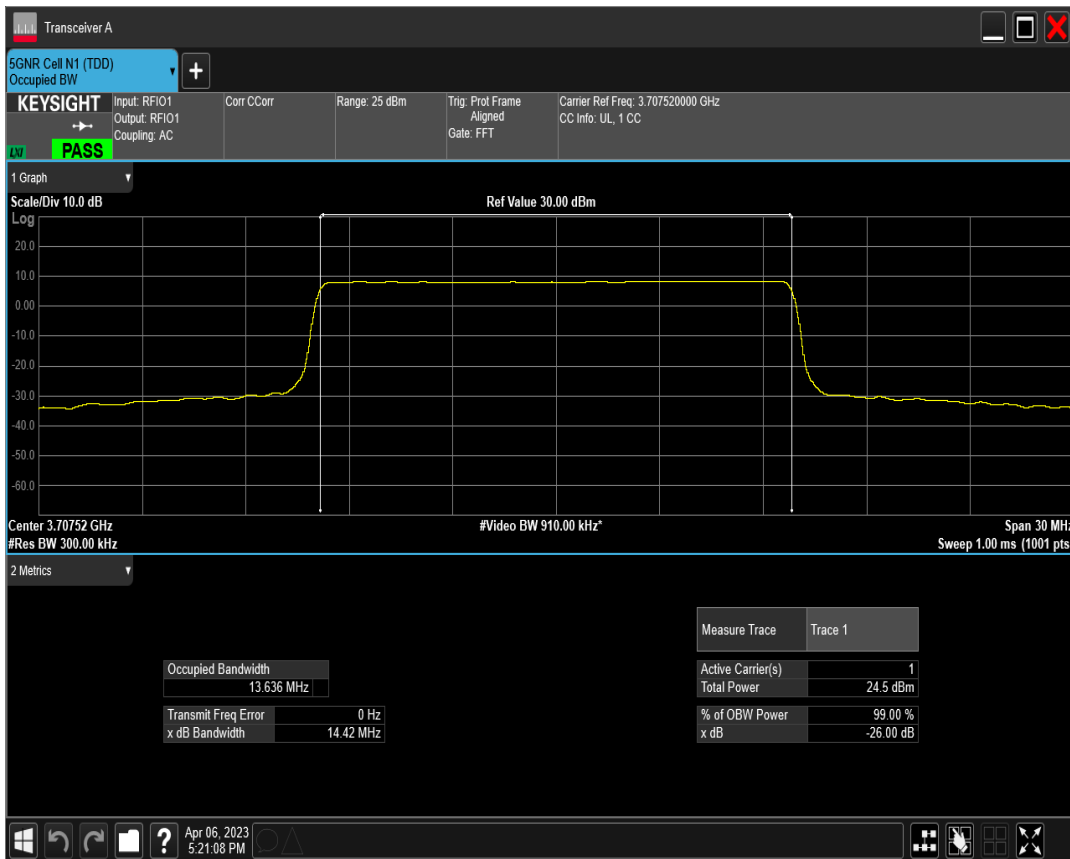 Transceiver A
5GNR Cell N1 (TDD)
Occupied BW
+
KEYSIGHT
LXI
PASS
Input: RFIO1
Output: RFIO1
Coupling: AC
Corr CCorr
Range: 25 dBm
Trig: Prot Frame
Aligned
Gate: FFT
Carrier Ref Freq: 3.707520000 GHz
CC Info: UL, 1 CC
1 Graph
Scale/Div 10.0 dB
Ref Value 30.00 dBm
Log
20.0
10.0
0.00
-10.0
-20.0
-30.0
-40.0
-50.0
-60.0
Center 3.70752 GHz
#Video BW 910.00 kHz*
Span 30 MHz
#Res BW 300.00 kHz
Sweep 1.00 ms (1001 pts
2 Metrics
Measure Trace Trace 1
Occupied Bandwidth
13.636 MHz
Active Carrier(s) 1
Total Power 24.5 dBm
Transmit Freq Error 0 Hz
x dB Bandwidth 14.42 MHz
% of OBW Power 99.00 %
x dB -26.00 dB
?
Apr 06, 2023
5:21:08 PM